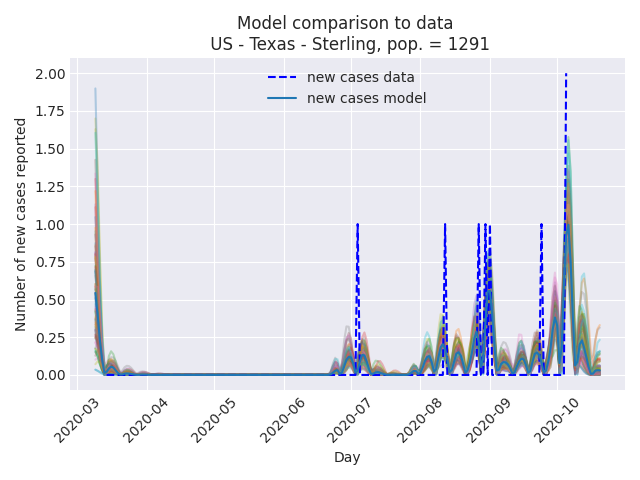 Model comparison to data
US - Texas - Sterling, pop. = 1291
new cases data
new cases model
Number of new cases reported
2.00
1.75
1.50
1.25
1.00
0.75
0.50
0.25
0.00
2020-03
2020-04
2020-05
2020-06
2020-07
2020-08
2020-09
2020-10
Day